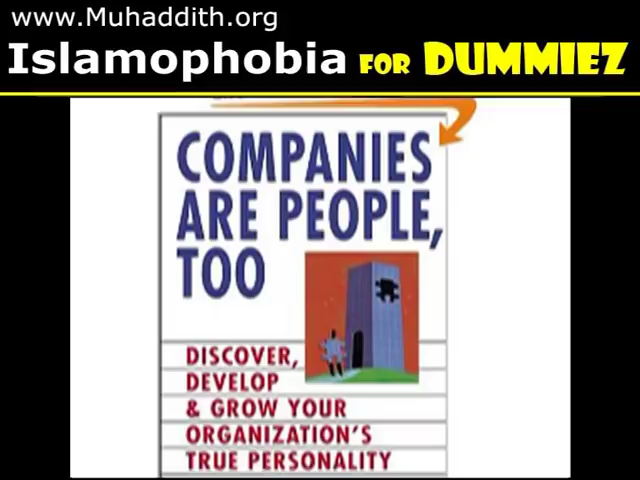 www.Muhaddith.org
Islamophobia FOR DUMMIEZ
COMPANIES
ARE PEOPLE,
TOO
DISCOVER,
DEVELOP
& GROW YOUR
ORGANIZATION'S
TRUE PERSONALITY